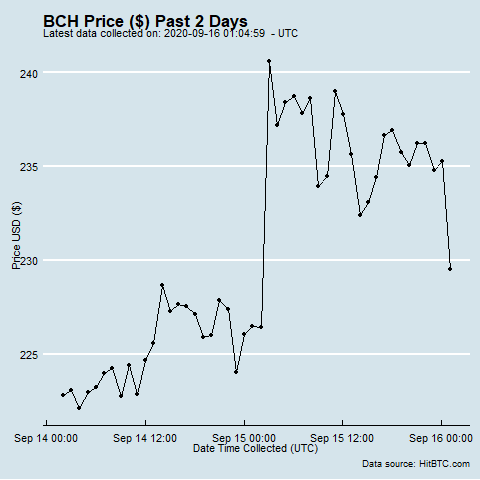 BCH Price ($) Past 2 Days
Latest data collected on: 2020-09-16 01:04:59 - UTC
Price USD ($)
240
235
230
225
Sep 14 00:00 Sep 14 12:00 Sep 15 00:00 Sep 15 12:00 Sep 16 00:00
Date Time Collected (UTC)
Data source: HitBTC.com